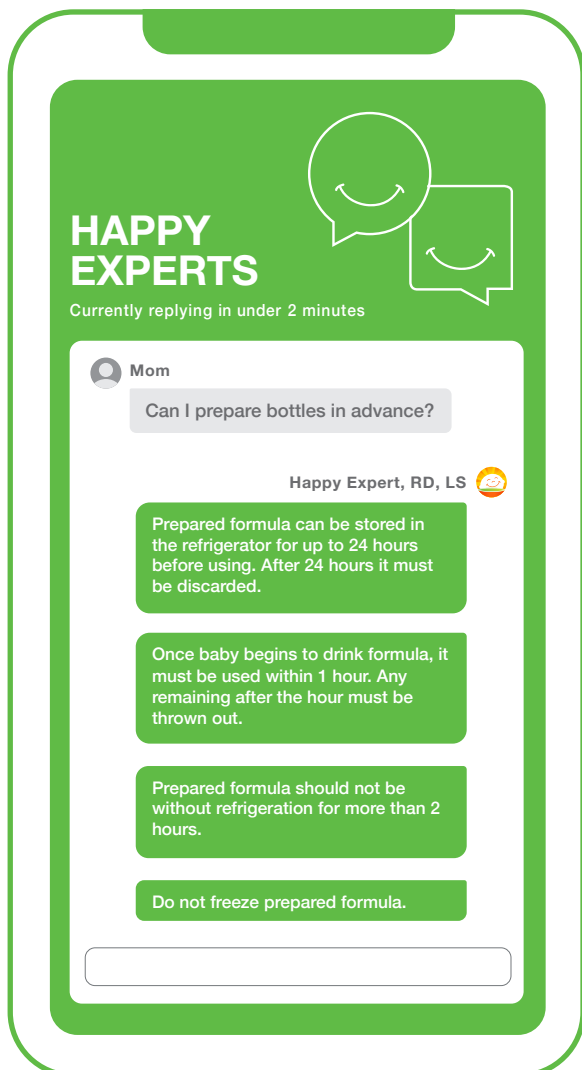 HAPPY
EXPERTS
Currently replying in under 2 minutes
Mom
Can I prepare bottles in advance?
Happy Expert, RD, LS
Prepared formula can be stored in
the refrigerator for up to 24 hours
before using. After 24 hours it must
be discarded.
Once baby begins to drink formula, it
must be used within 1 hour. Any
remaining after the hour must be
thrown out.
Prepared formula should not be
without refrigeration for more than 2
hours.
Do not freeze prepared formula.